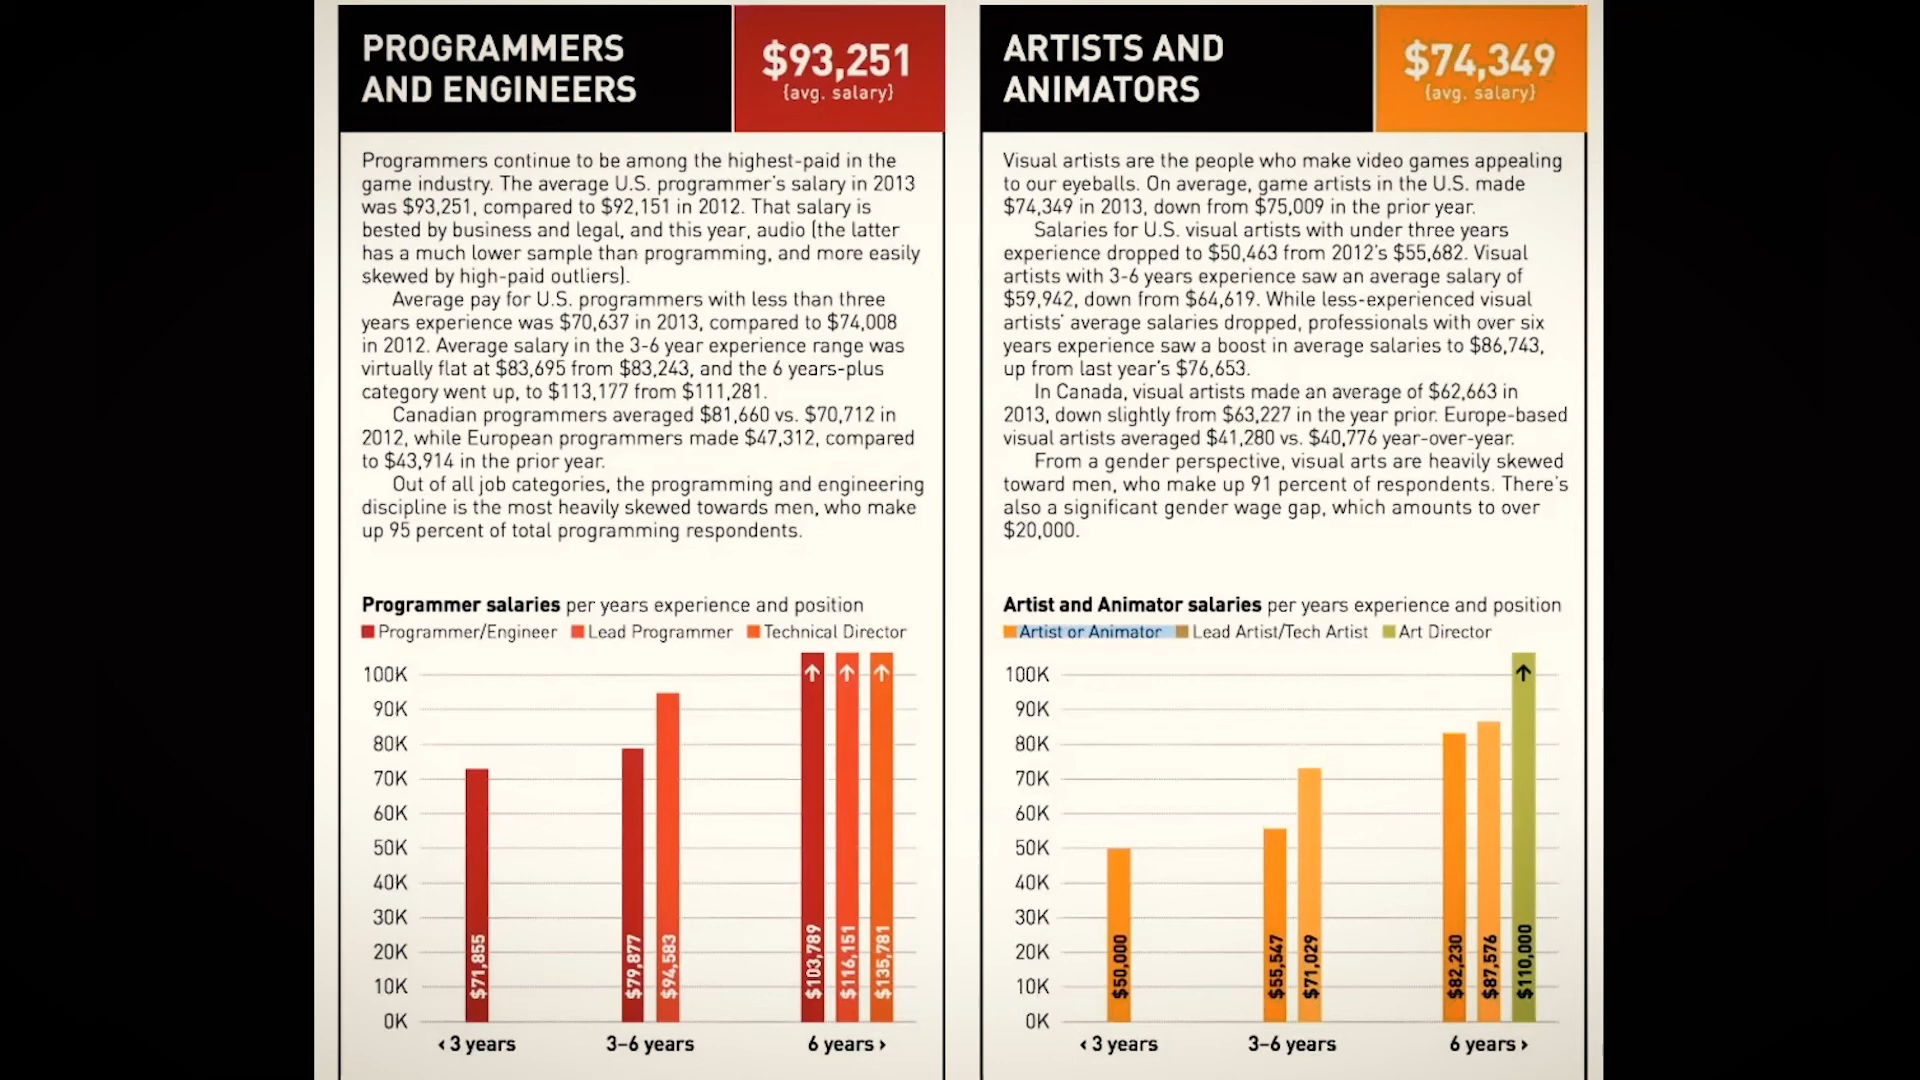 PROGRAMMERS
AND ENGINEERS
$93,251
{avg. salary}
Programmers continue to be among the highest-paid in the
game industry. The average U.S. programmer's salary in 2013
was $93,251, compared to $92,151 in 2012. That salary is
bested by business and legal, and this year, audio (the latter
has a much lower sample than programming, and more easily
skewed by high-paid outliers).
Average pay for U.S. programmers with less than three
years experience was $70,637 in 2013, compared to $74,008
in 2012. Average salary in the 3-6 year experience range was
virtually flat at $83,695 from $83,243, and the 6 years-plus
category went up, to $113,177 from $111,281.
Canadian programmers averaged $81,660 vs. $70,712 in
2012, while European programmers made $47,312, compared
to $43,914 in the prior year.
Out of all job categories, the programming and engineering
discipline is the most heavily skewed towards men, who make
up 95 percent of total programming respondents.
Programmer salaries per years experience and position
Programmer/Engineer Lead Programmer Technical Director
100K
90K
80K
70K
60K
50K
40K
30K
20K
10K
0K
$71,855
$79,877
$94,583
$103,789
$116,151
$135,781
‹ 3 years 3–6 years 6 years ›
ARTISTS AND
ANIMATORS
$74,349
{avg. salary}
Visual artists are the people who make video games appealing
to our eyeballs. On average, game artists in the U.S. made
$74,349 in 2013, down from $75,009 in the prior year.
Salaries for U.S. visual artists with under three years
experience dropped to $50,463 from 2012's $55,682. Visual
artists with 3-6 years experience saw an average salary of
$59,942, down from $64,619. While less-experienced visual
artists' average salaries dropped, professionals with over six
years experience saw a boost in average salaries to $86,743,
up from last year's $76,653.
In Canada, visual artists made an average of $62,663 in
2013, down slightly from $63,227 in the year prior. Europe-based
visual artists averaged $41,280 vs. $40,776 year-over-year.
From a gender perspective, visual arts are heavily skewed
toward men, who make up 91 percent of respondents. There's
also a significant gender wage gap, which amounts to over
$20,000.
Artist and Animator salaries per years experience and position
Artist or Animator Lead Artist/Tech Artist Art Director
100K
90K
80K
70K
60K
50K
40K
30K
20K
10K
0K
$50,000
$55,547
$71,029
$82,230
$87,576
$110,000
‹ 3 years 3–6 years 6 years ›